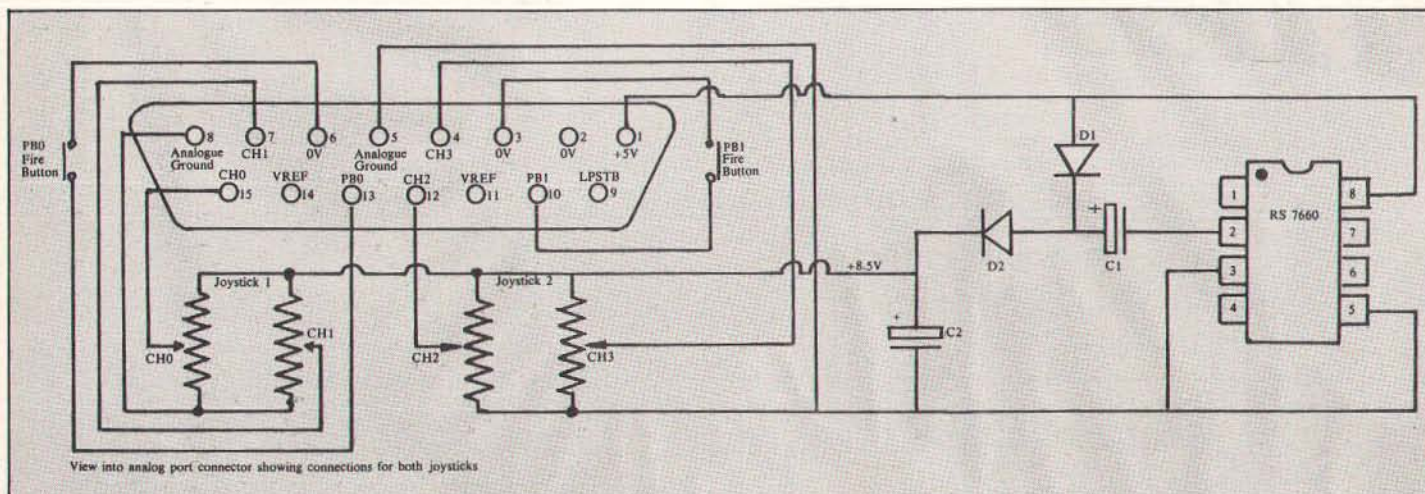 PB0
Fire
Button
8
Analogue
Ground
7
CH1
6
0V
5
Analogue
Ground
4
CH3
3
0V
2
0V
1
+5V
PB1
Fire
Button
CH0
15
VREF
14
PB0
13
CH2
12
VREF
11
PB1
10
LPSTB
9
D1
1
2
3
4
RS 7660
8
7
6
5
+
C1
D2
+8.5V
+
C2
Joystick 1
Joystick 2
CH0
CH1
CH2
CH3
View into analog port connector showing connections for both joysticks